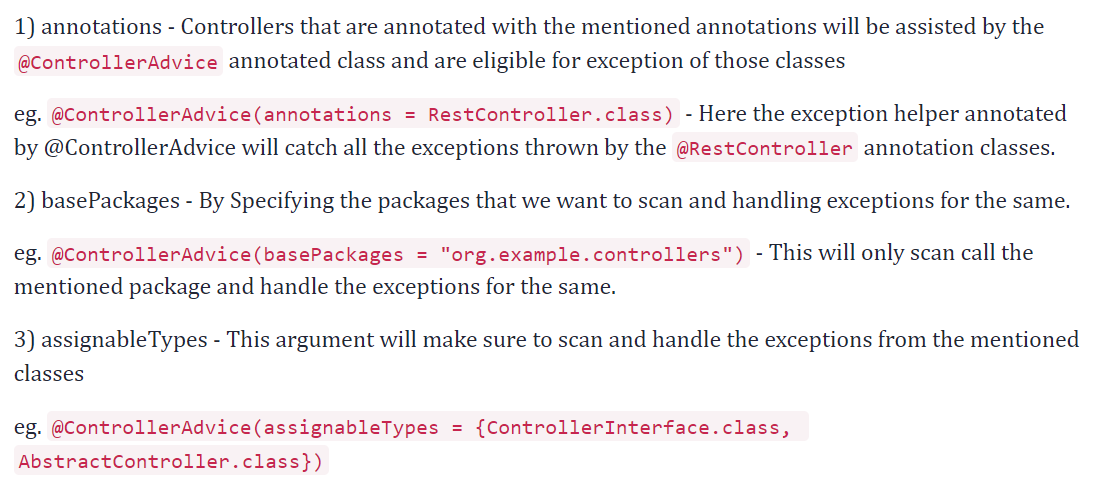 1) annotations - Controllers that are annotated with the mentioned annotations will be assisted by the
@ControllerAdvice annotated class and are eligible for exception of those classes
eg. @ControllerAdvice(annotations = RestController.class) - Here the exception helper annotated
by @ControllerAdvice will catch all the exceptions thrown by the @RestController annotation classes.
2) basePackages - By Specifying the packages that we want to scan and handling exceptions for the same.
eg. @ControllerAdvice(basePackages = "org.example.controllers") - This will only scan call the
mentioned package and handle the exceptions for the same.
3) assignableTypes - This argument will make sure to scan and handle the exceptions from the mentioned
classes
eg. @ControllerAdvice(assignableTypes = {ControllerInterface.class,
AbstractController.class})